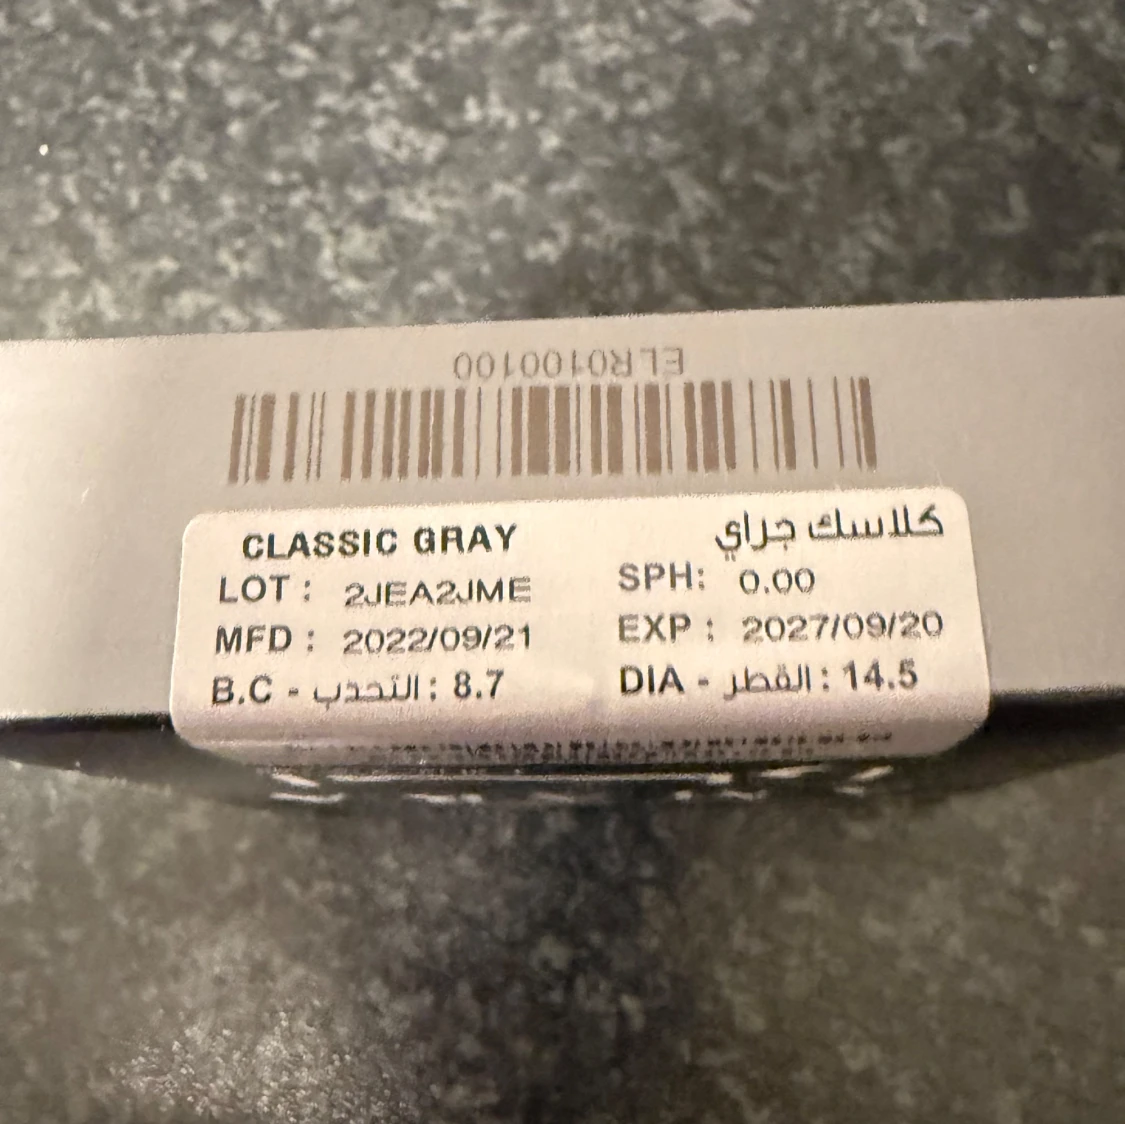 ELR0100100
CLASSIC GRAY كلاسك جراي
LOT : 2JEA2JME SPH: 0.00
MFD : 2022/09/21 EXP : 2027/09/20
B.C - التحدب : 8.7 DIA - القطر : 14.5